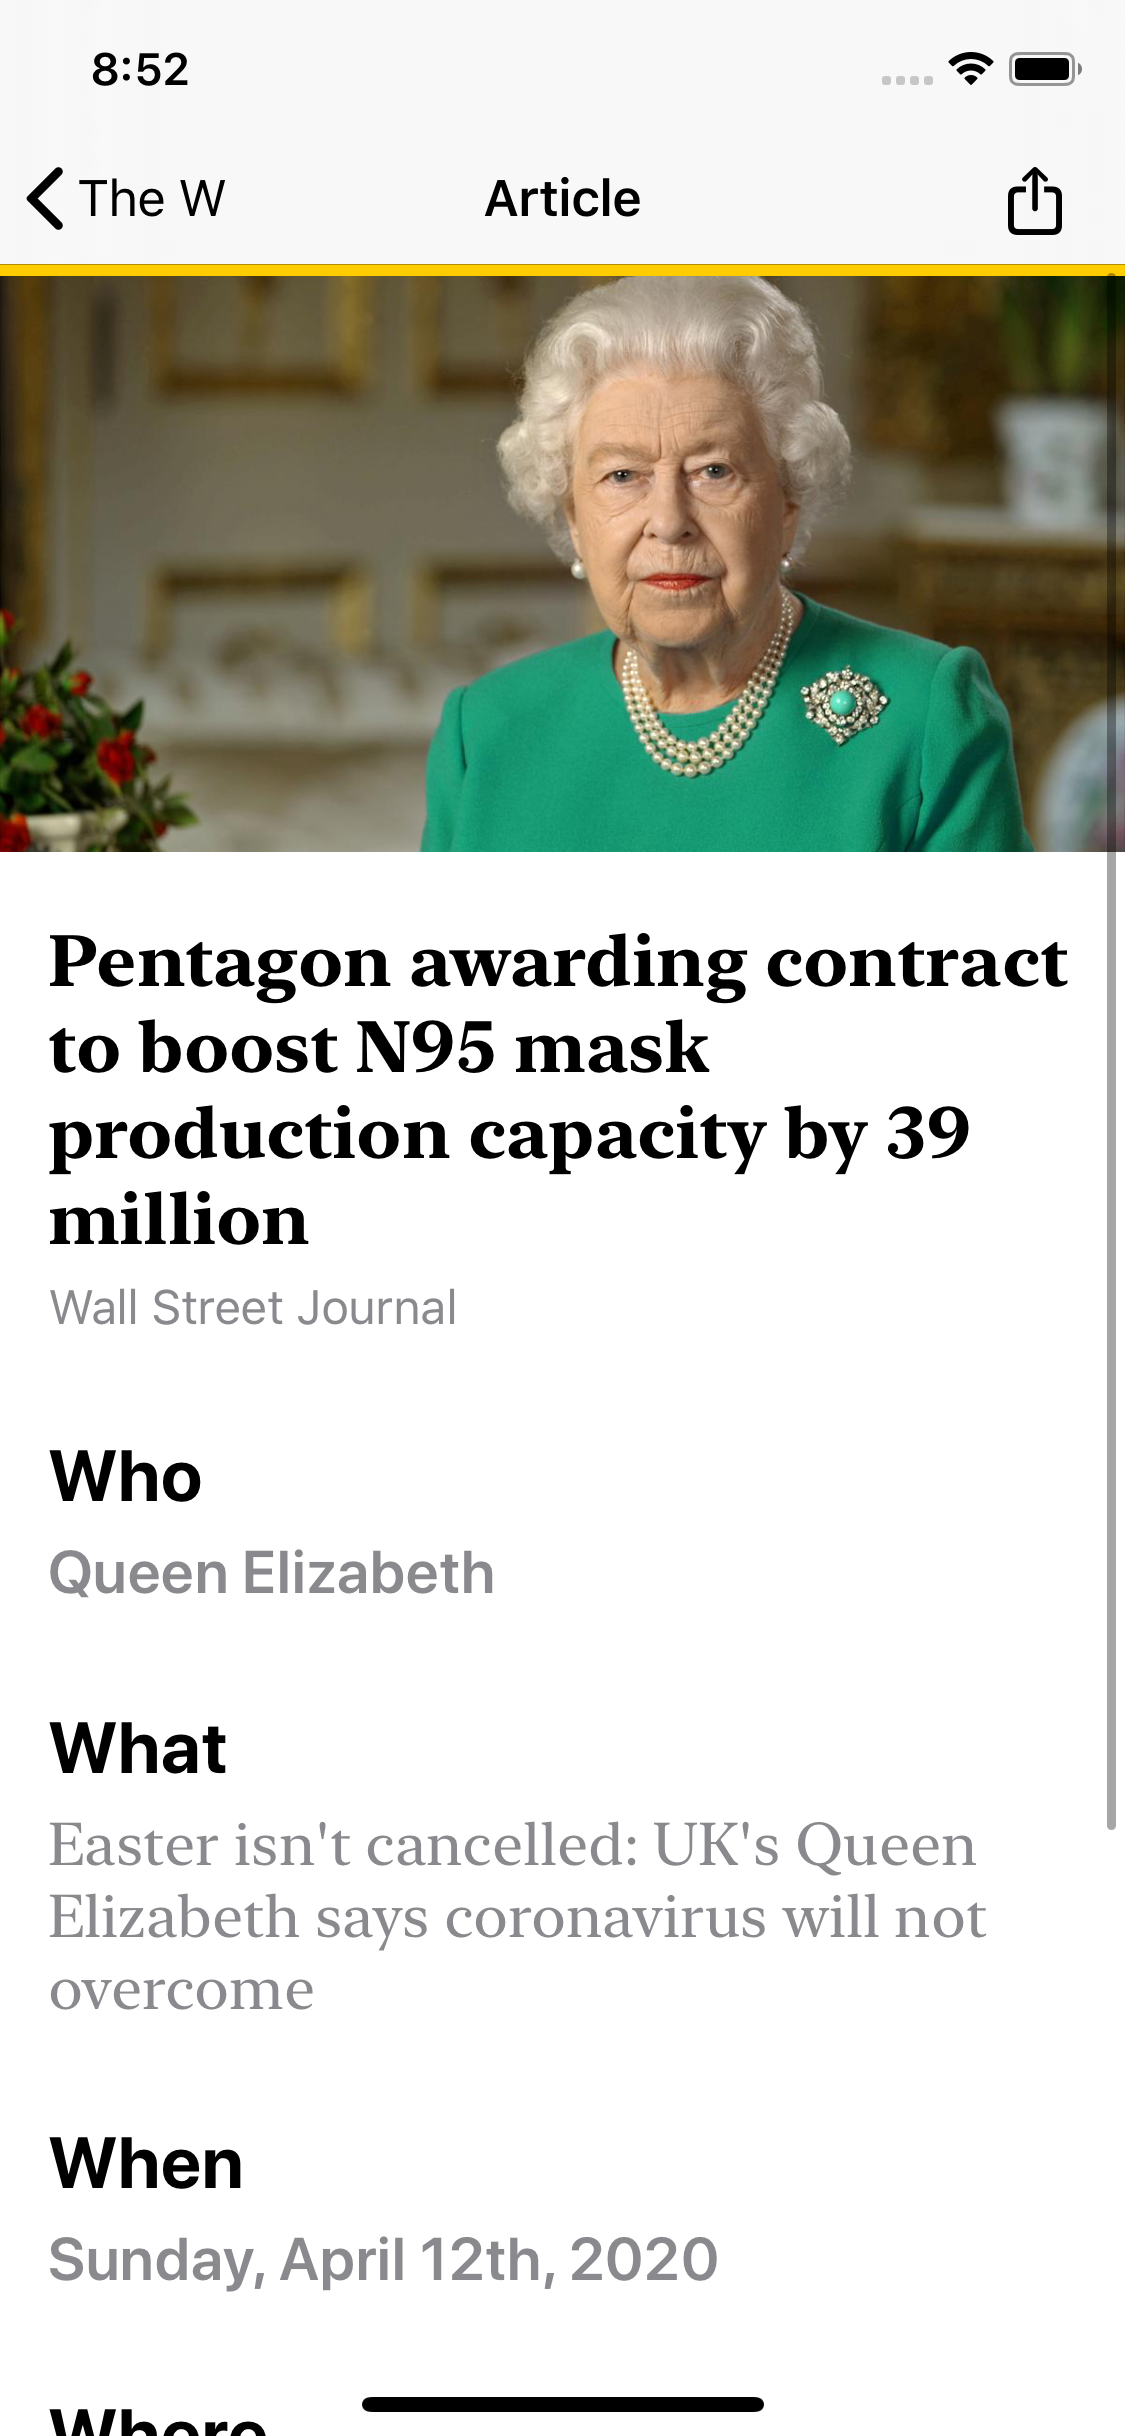 8:52
The W
Article
Pentagon awarding contract
to boost N95 mask
production capacity by 39
million
Wall Street Journal
Who
Queen Elizabeth
What
Easter isn't cancelled: UK's Queen
Elizabeth says coronavirus will not
overcome
When
Sunday, April 12th, 2020
Where